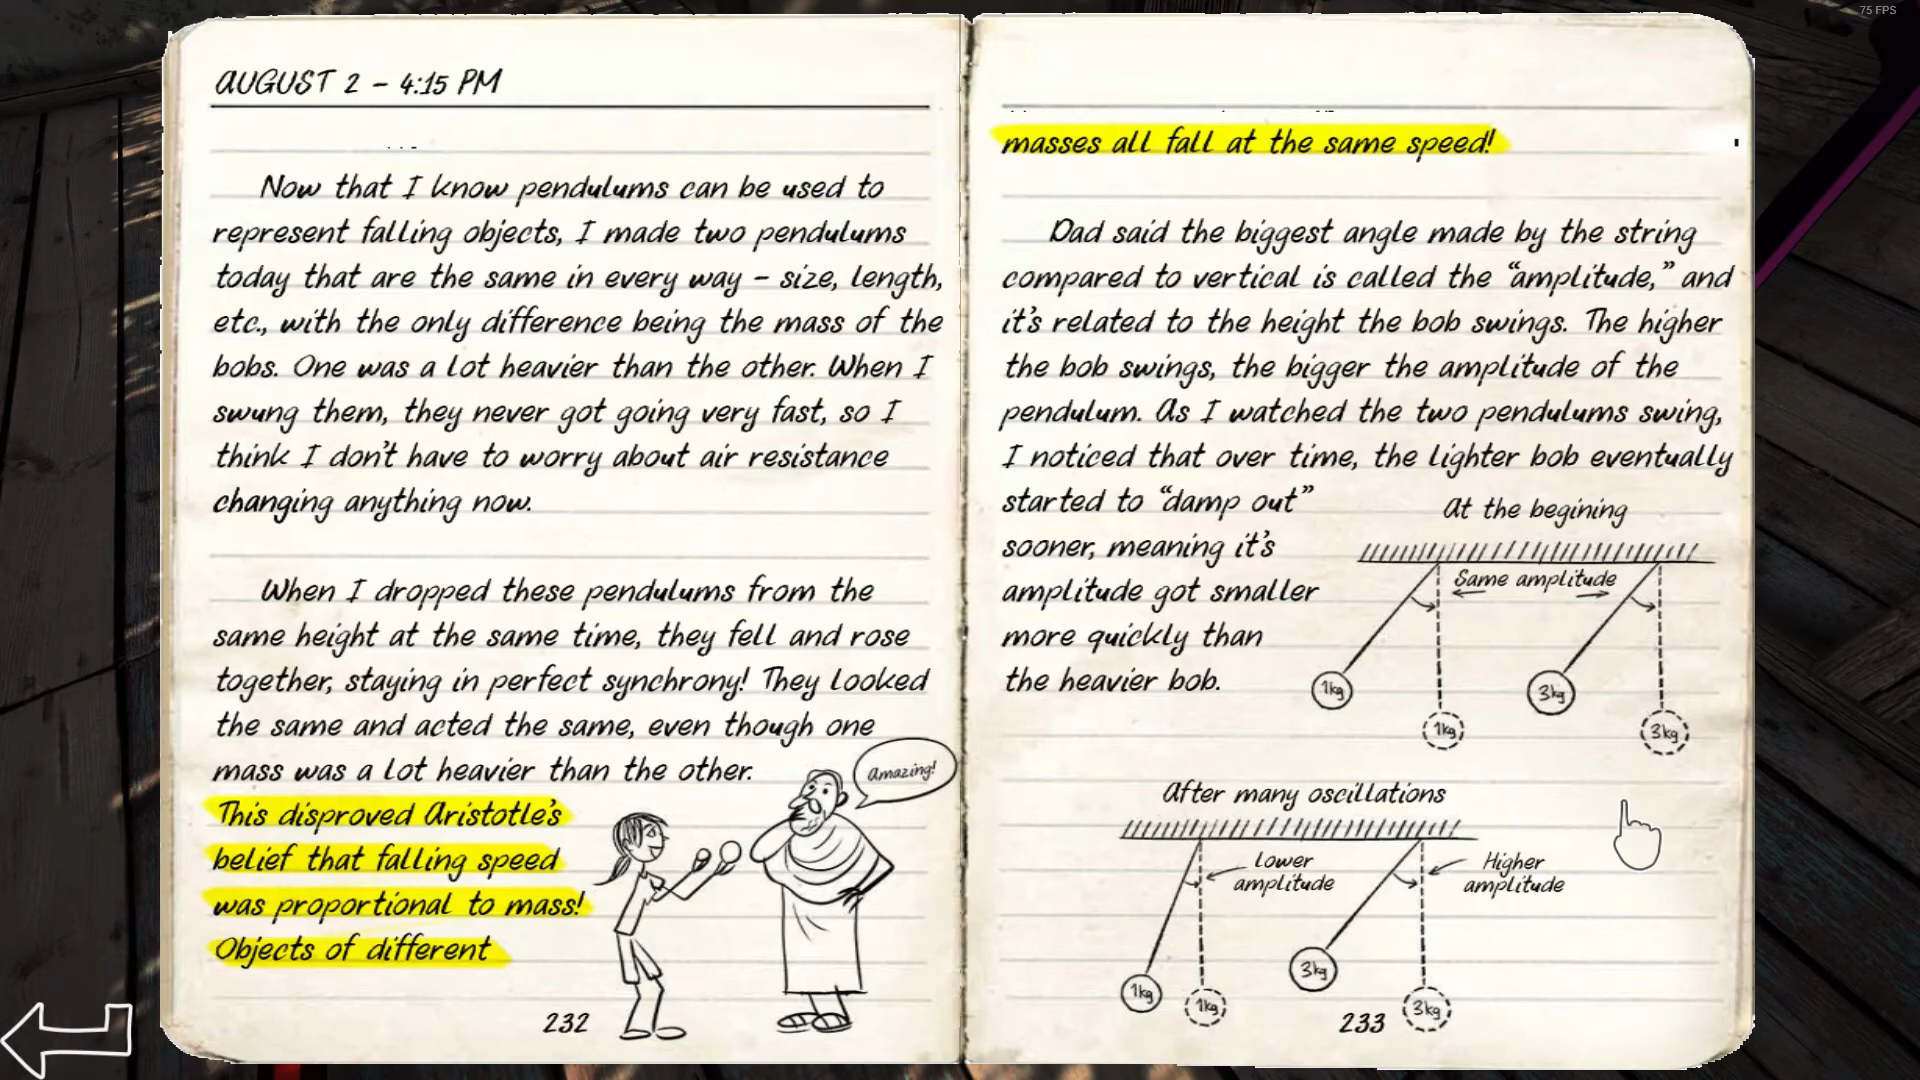 75 FPS
AUGUST 2 – 4:15 PM
Now that I know pendulums can be used to
represent falling objects, I made two pendulums
today that are the same in every way – size, length,
etc., with the only difference being the mass of the
bobs. One was a lot heavier than the other. When I
swung them, they never got going very fast, so I
think I don't have to worry about air resistance
changing anything now.
When I dropped these pendulums from the
same height at the same time, they fell and rose
together, staying in perfect synchrony! They looked
the same and acted the same, even though one
mass was a lot heavier than the other.
This disproved Aristotle's
belief that falling speed
was proportional to mass!
Objects of different
Amazing!
232
masses all fall at the same speed!
Dad said the biggest angle made by the string
compared to vertical is called the “amplitude,” and
it's related to the height the bob swings. The higher
the bob swings, the bigger the amplitude of the
pendulum. As I watched the two pendulums swing,
I noticed that over time, the lighter bob eventually
started to “damp out”
sooner, meaning it's
amplitude got smaller
more quickly than
the heavier bob.
At the begining
Same amplitude
1kg
3kg
1kg
3kg
After many oscillations
Lower
amplitude
Higher
amplitude
3kg
1kg
1kg
3kg
233